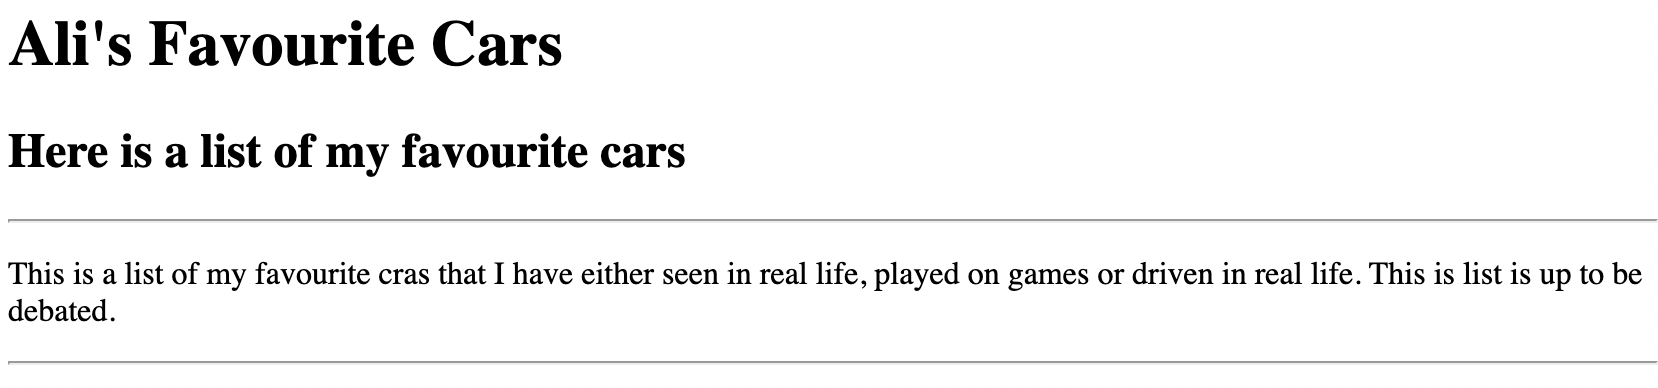 Ali's Favourite Cars
Here is a list of my favourite cars
This is a list of my favourite cras that I have either seen in real life, played on games or driven in real life. This is list is up to be
debated.